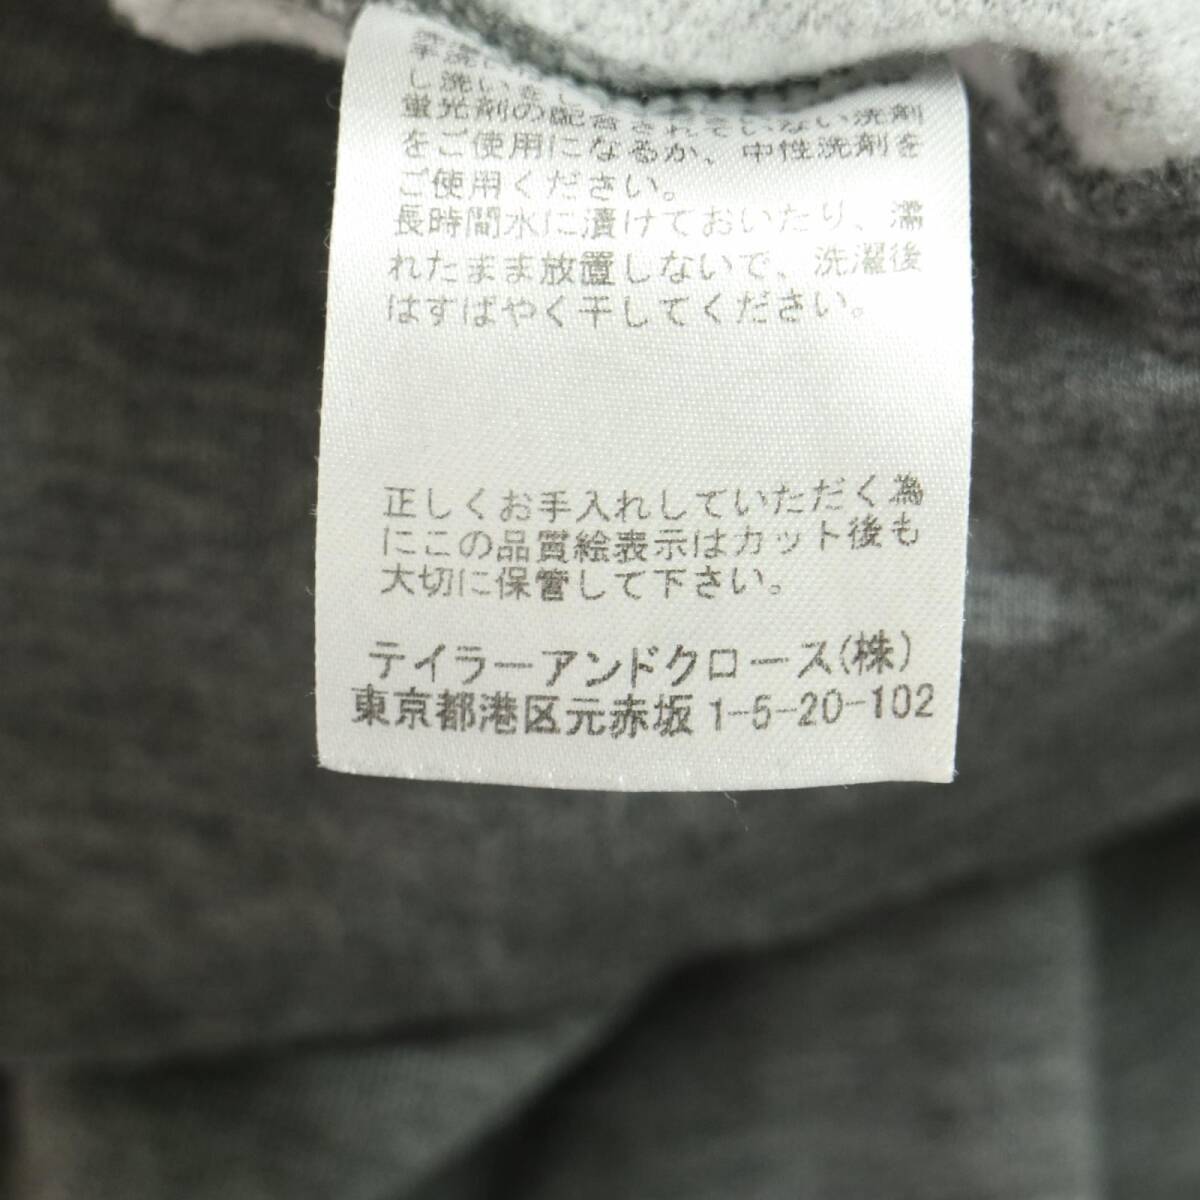 し洗いを
蛍光剤の配合されていない洗剤
をご使用になるか、中性洗剤を
ご使用ください。
長時間水に漬けておいたり、濡
れたまま放置しないで、洗濯後
はすばやく干してください。
正しくお手入れしていただく為
にこの品質絵表示はカット後も
大切に保管して下さい。
テイラーアンドクロース(株)
東京都港区元赤坂1-5-20-102